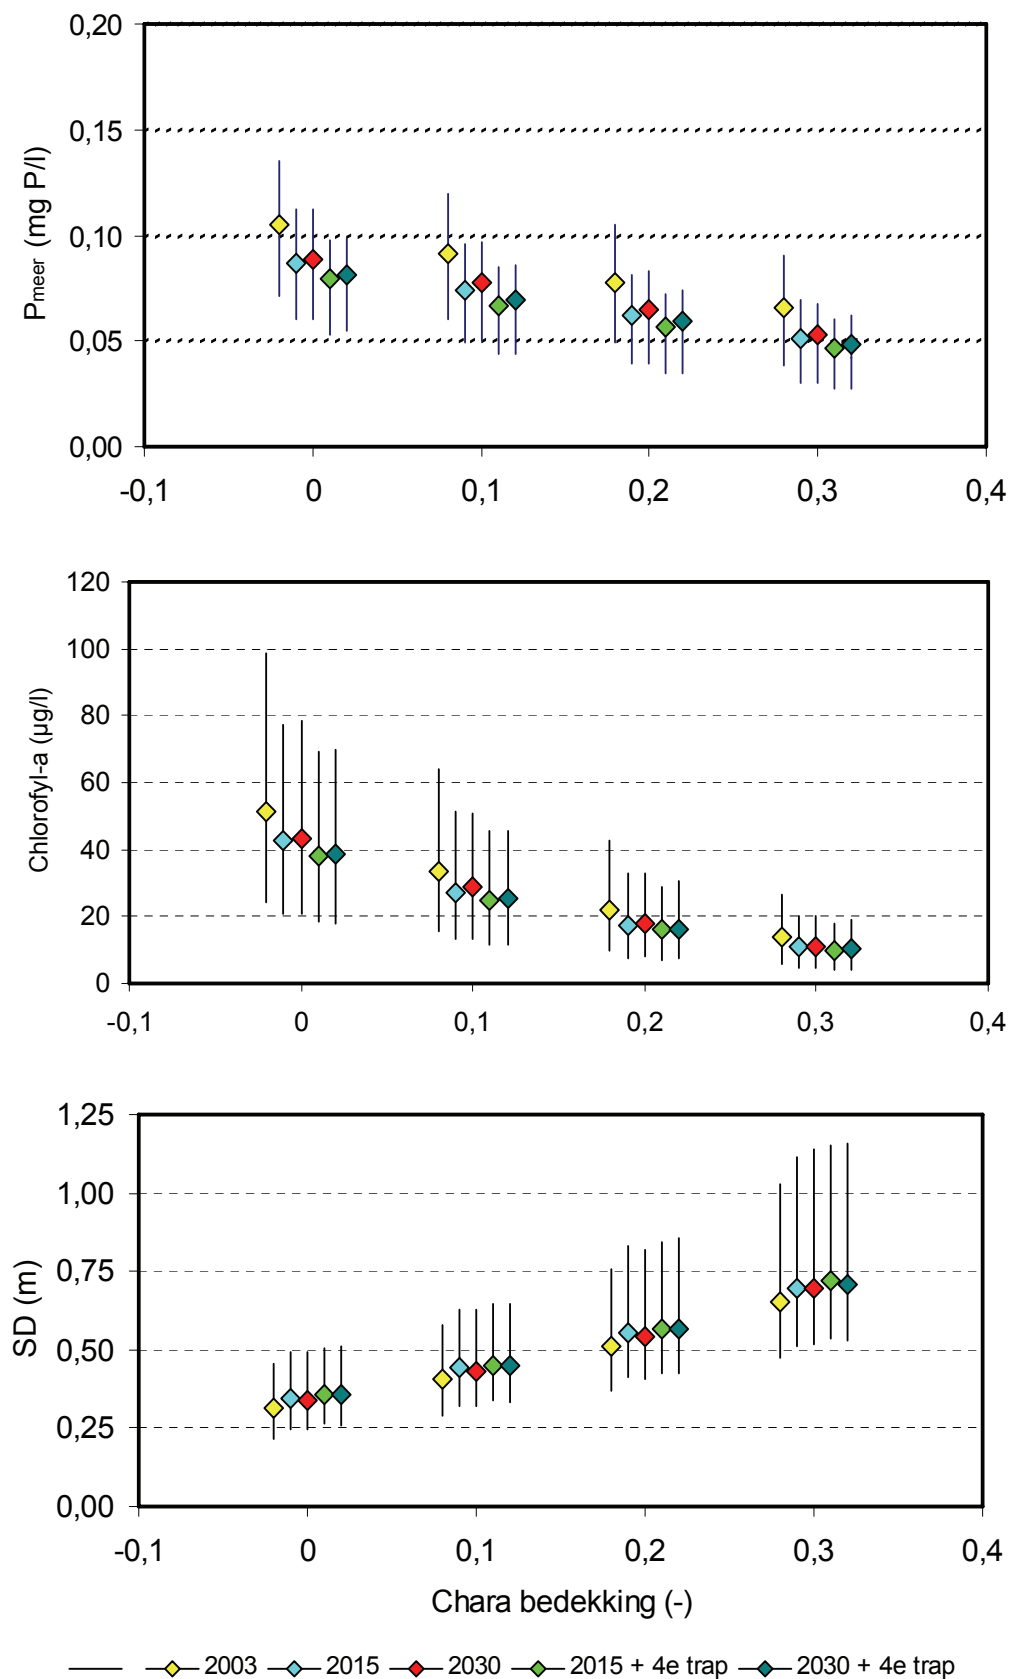 0,20
0,15
0,10
0,05
0,00
Pmeer (mg P/l)
-0,1 0 0,1 0,2 0,3 0,4
120
100
80
60
40
20
0
Chlorofyl-a (µg/l)
-0,1 0 0,1 0,2 0,3 0,4
1,25
1,00
0,75
0,50
0,25
0,00
SD (m)
-0,1 0 0,1 0,2 0,3 0,4
Chara bedekking (-)
2003 2015 2030 2015 + 4e trap 2030 + 4e trap